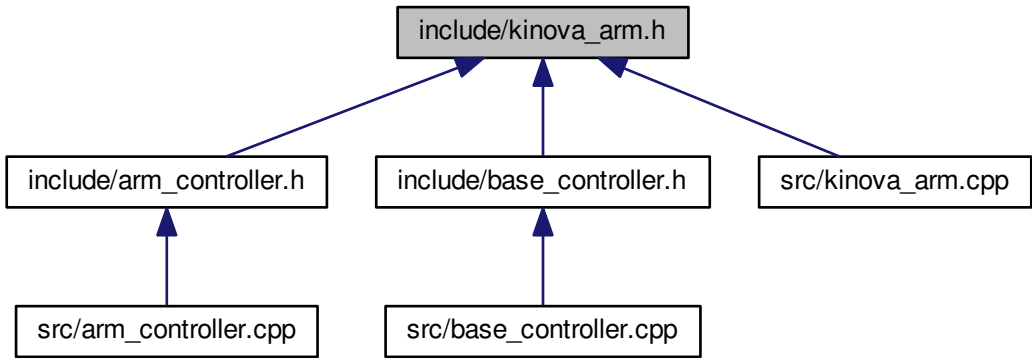 include/kinova_arm.h
include/arm_controller.h
include/base_controller.h
src/kinova_arm.cpp
src/arm_controller.cpp
src/base_controller.cpp